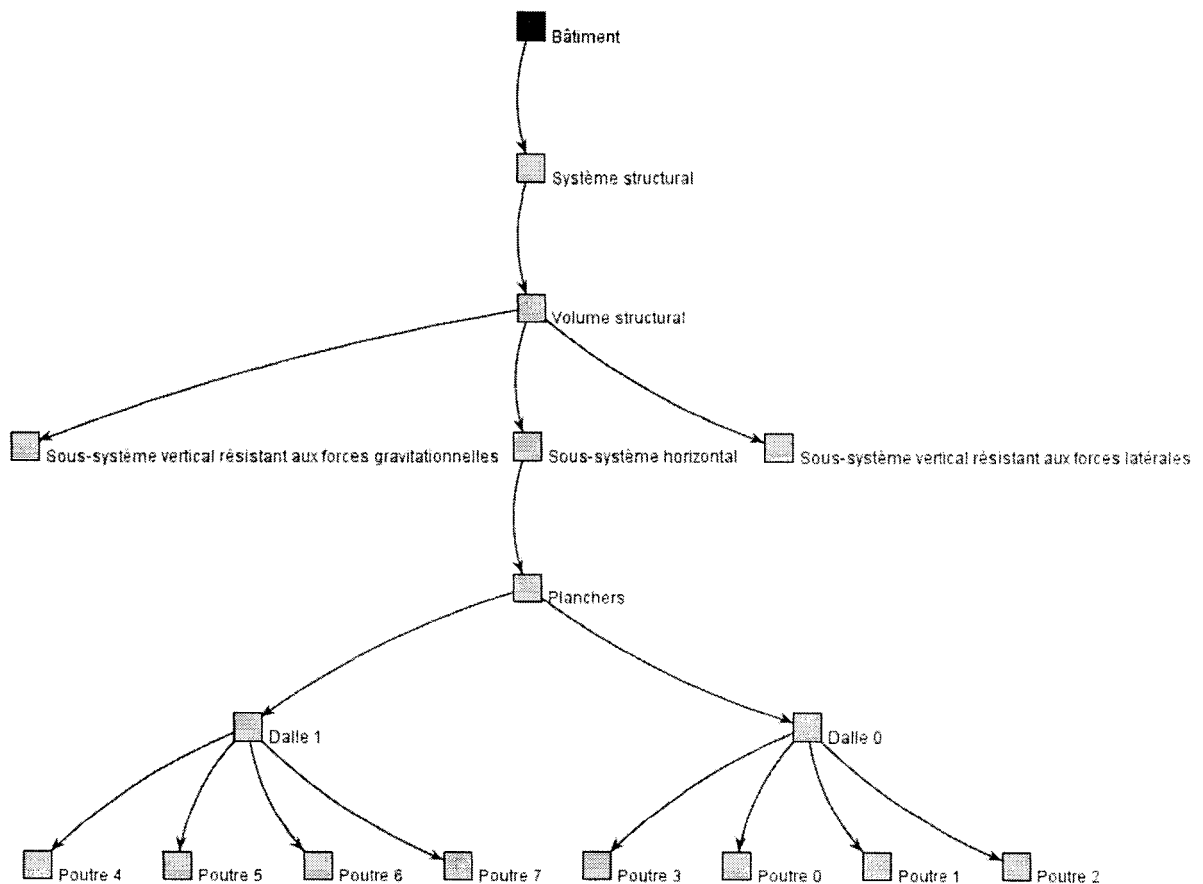 Bâtiment
Système structural
Volume structural
Sous-système vertical résistant aux forces gravitationnelles
Sous-système horizontal
Sous-système vertical résistant aux forces latérales
Planchers
Dalle 1
Dalle 0
Poutre 4
Poutre 5
Poutre 6
Poutre 7
Poutre 3
Poutre 0
Poutre 1
Poutre 2